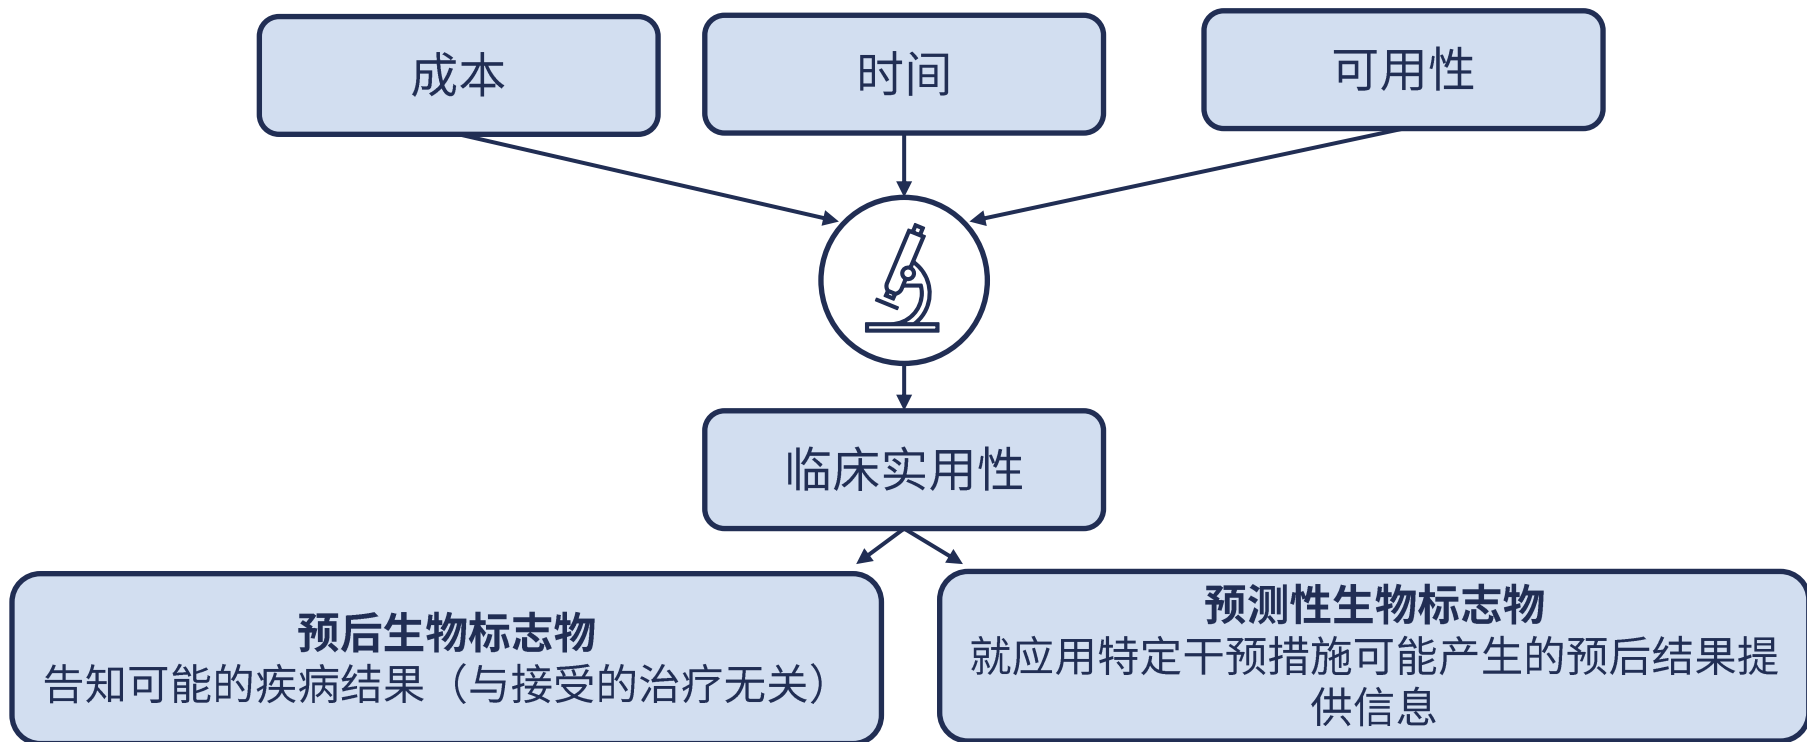 成本
时间
可用性
临床实用性
预后生物标志物
告知可能的疾病结果（与接受的治疗无关）
预测性生物标志物
就应用特定干预措施可能产生的预后结果提
供信息